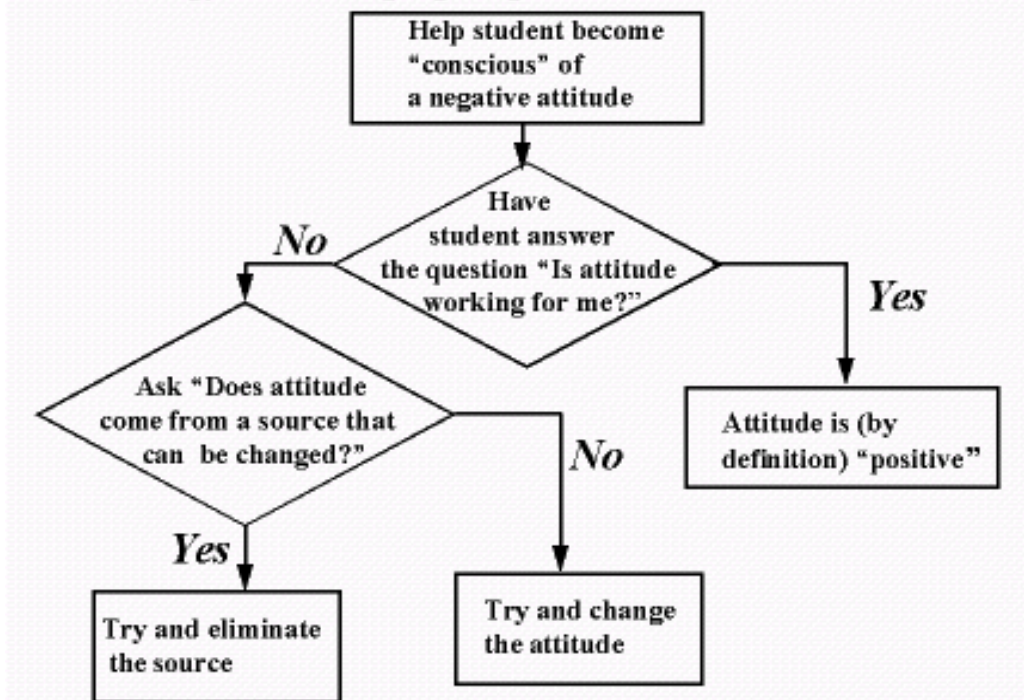 Help student become
“conscious” of
a negative attitude
Have
student answer
the question “Is attitude
working for me?”
No
Yes
Ask “Does attitude
come from a source that
can be changed?”
Attitude is (by
definition) “positive”
No
Yes
Try and eliminate
the source
Try and change
the attitude